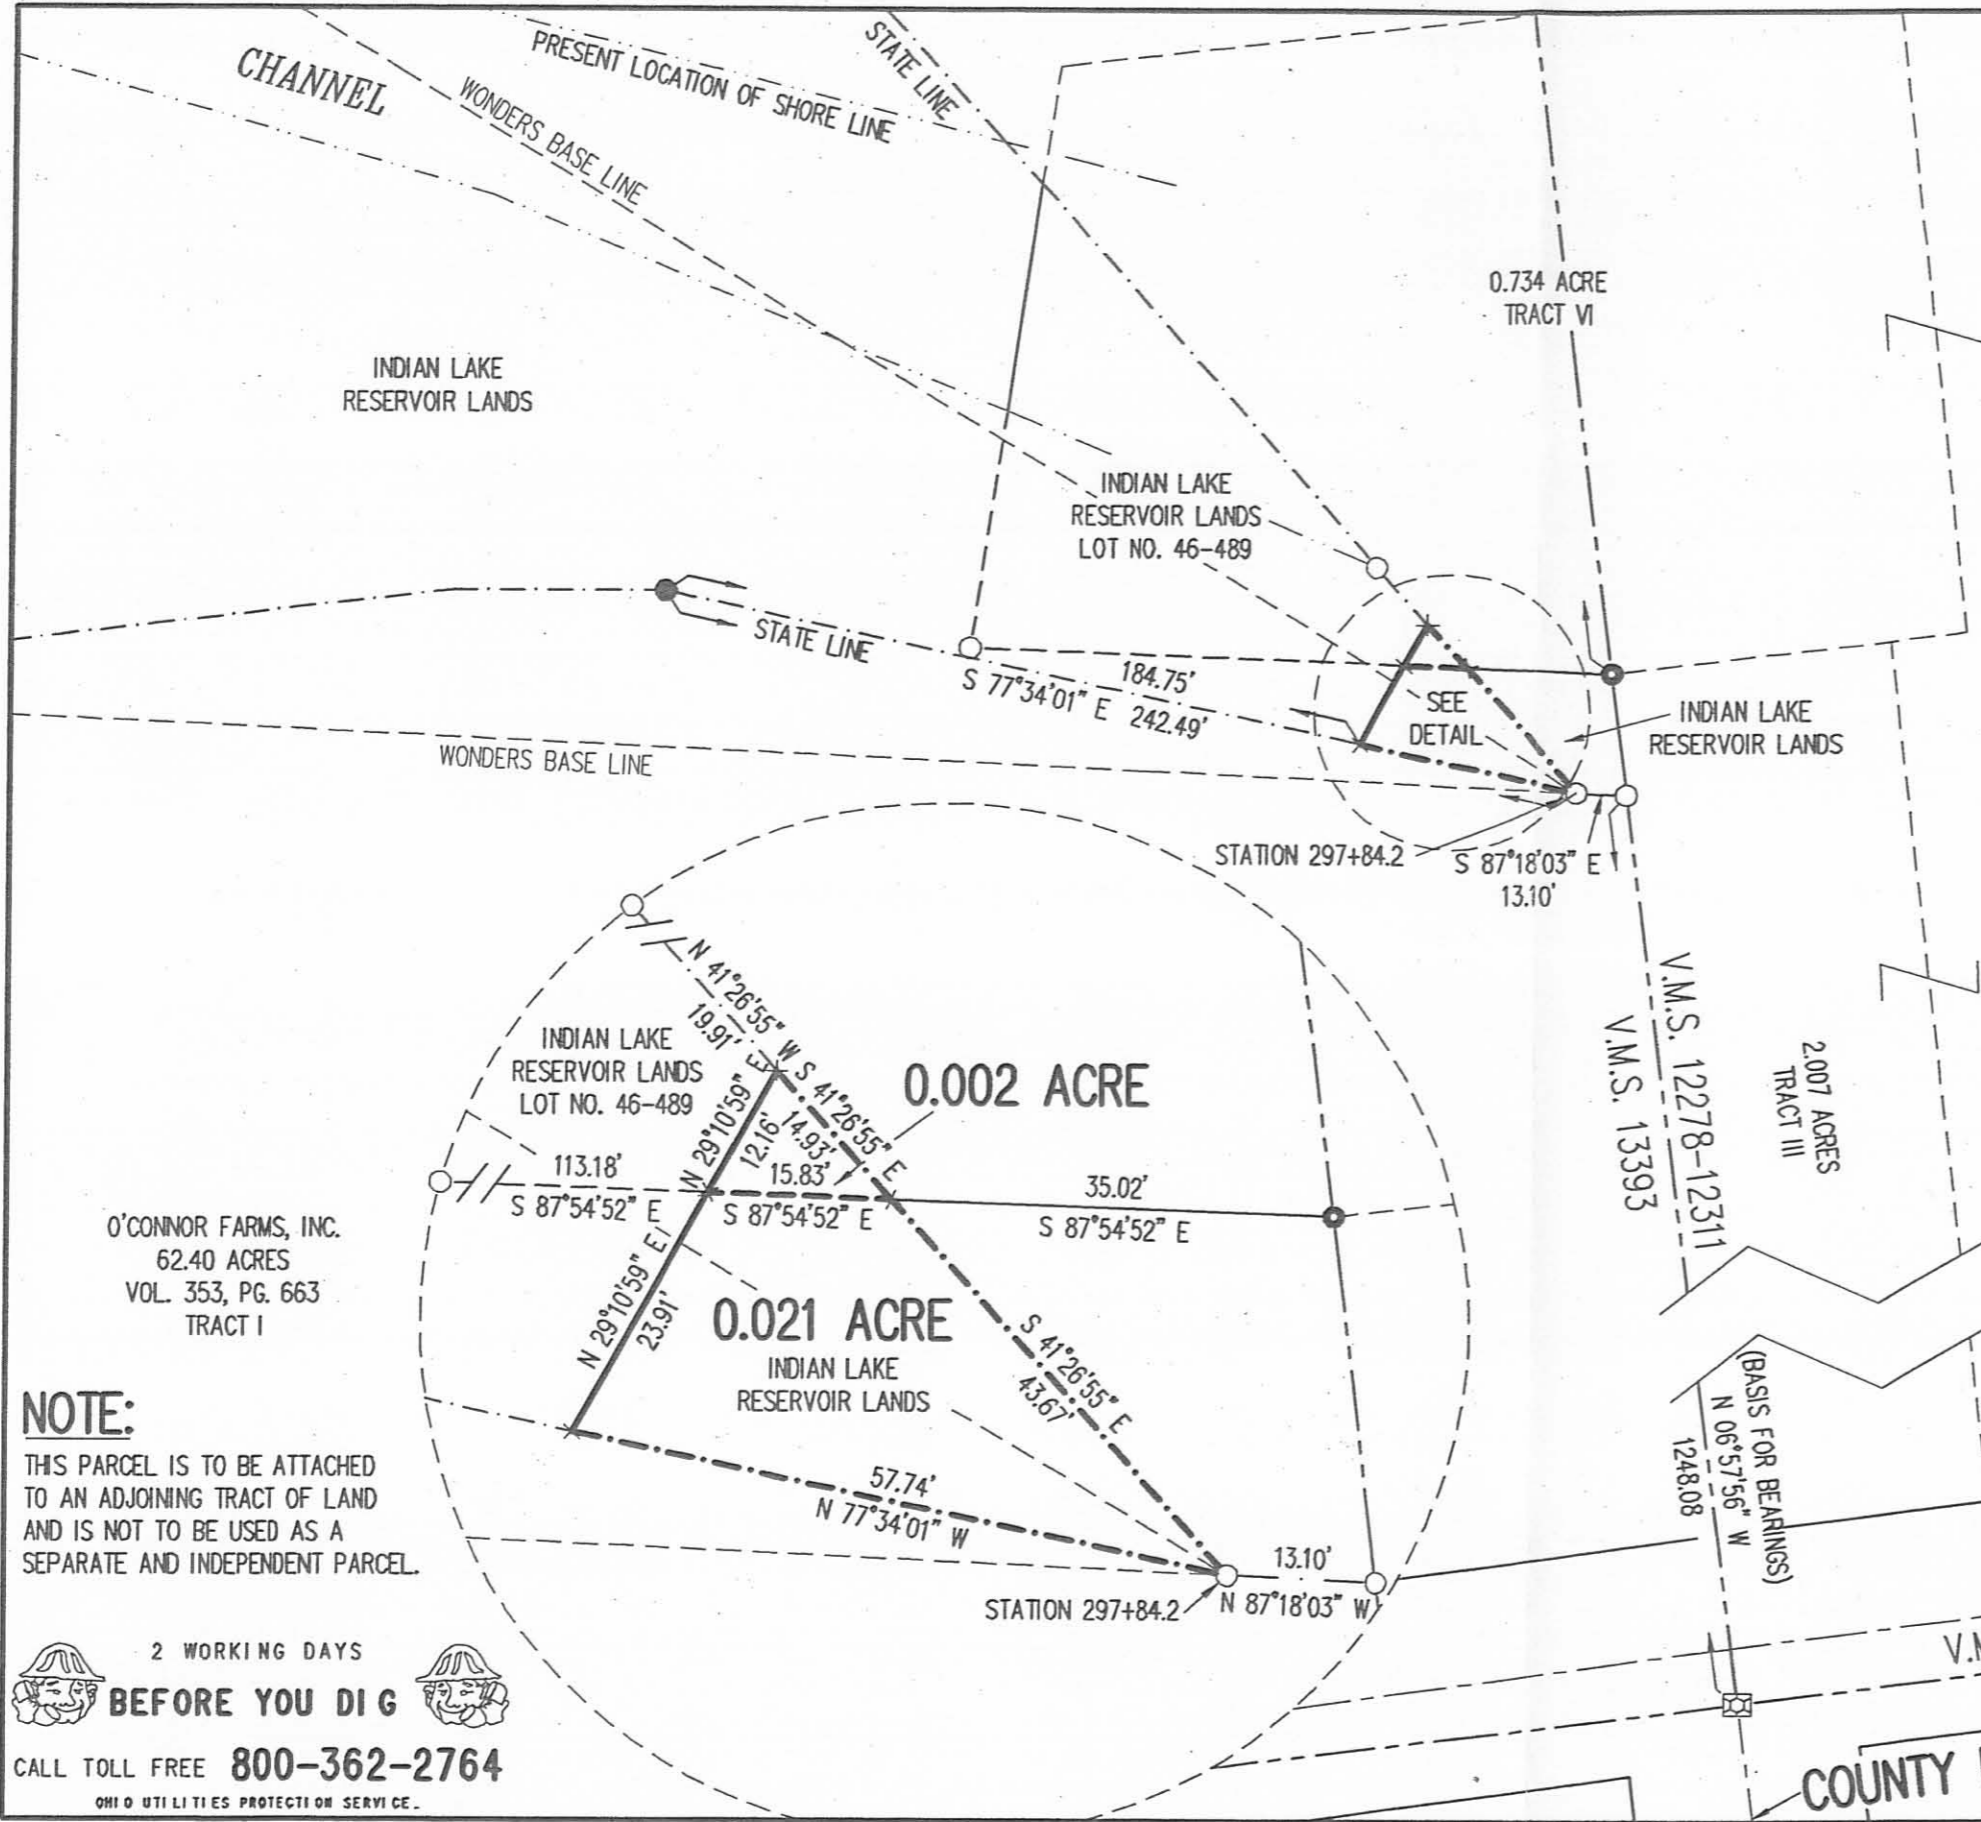 CHANNEL
PRESENT LOCATION OF SHORE LINE
STATE LINE
WONDERS BASE LINE
0.734 ACRE
TRACT VI
INDIAN LAKE
RESERVOIR LANDS
INDIAN LAKE
RESERVOIR LANDS
LOT NO. 46-489
STATE LINE
184.75'
S 77°34'01" E 242.49'
SEE
DETAIL
INDIAN LAKE
RESERVOIR LANDS
WONDERS BASE LINE
STATION 297+84.2
S 87°18'03" E
13.10'
N 41°26'55" W
19.91'
V.M.S. 12278-12311
V.M.S. 13393
2.007 ACRES
TRACT III
INDIAN LAKE
RESERVOIR LANDS
LOT NO. 46-489
N 29°10'59" E
12.16'
S 41°26'55" E
14.93'
0.002 ACRE
113.18'
S 87°54'52" E
15.83'
S 87°54'52" E
35.02'
S 87°54'52" E
O'CONNOR FARMS, INC.
62.40 ACRES
VOL. 353, PG. 663
TRACT I
N 29°10'59" E
23.91'
0.021 ACRE
INDIAN LAKE
RESERVOIR LANDS
S 41°26'55" E
43.67'
(BASIS FOR BEARINGS)
N 06°57'56" W
1248.08
NOTE:
THIS PARCEL IS TO BE ATTACHED
TO AN ADJOINING TRACT OF LAND
AND IS NOT TO BE USED AS A
SEPARATE AND INDEPENDENT PARCEL.
57.74'
N 77°34'01" W
13.10'
N 87°18'03" W
STATION 297+84.2
2 WORKING DAYS
BEFORE YOU DIG
CALL TOLL FREE 800-362-2764
OHIO UTILITIES PROTECTION SERVICE.
COUNTY